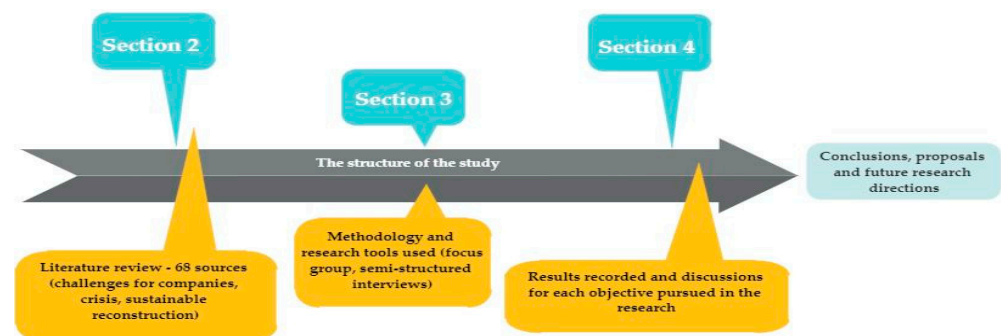 Section 2
Section 3
Section 4
The structure of the study
Conclusions, proposals
and future research
directions
Literature review - 68 sources
(challenges for companies,
crisis, sustainable
reconstruction)
Methodology and
research tools used (focus
group, semi-structured
interviews)
Results recorded and discussions
for each objective pursued in the
research